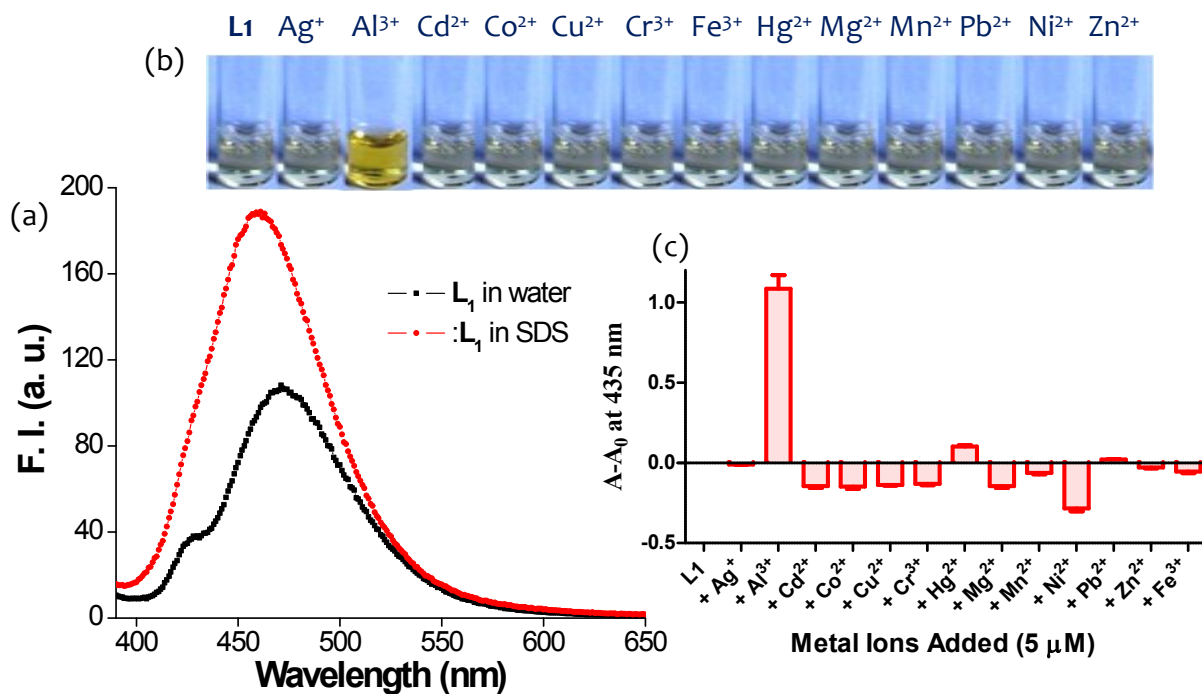 L1 Ag⁺ Al³⁺ Cd²⁺ Co²⁺ Cu²⁺ Cr³⁺ Fe³⁺ Hg²⁺ Mg²⁺ Mn²⁺ Pb²⁺ Ni²⁺ Zn²⁺
(b)
(a)
200
160
120
80
40
0
F. I. (a. u.)
L₁ in water
:L₁ in SDS
400 450 500 550 600 650
Wavelength (nm)
(c)
1.0
0.5
0.0
-0.5
A-A₀ at 435 nm
L1
+ Ag⁺
+ Al³⁺
+ Cd²⁺
+ Co²⁺
+ Cu²⁺
+ Cr³⁺
+ Hg²⁺
+ Mg²⁺
+ Mn²⁺
+ Ni²⁺
+ Pb²⁺
+ Zn²⁺
+ Fe³⁺
Metal Ions Added (5 μM)